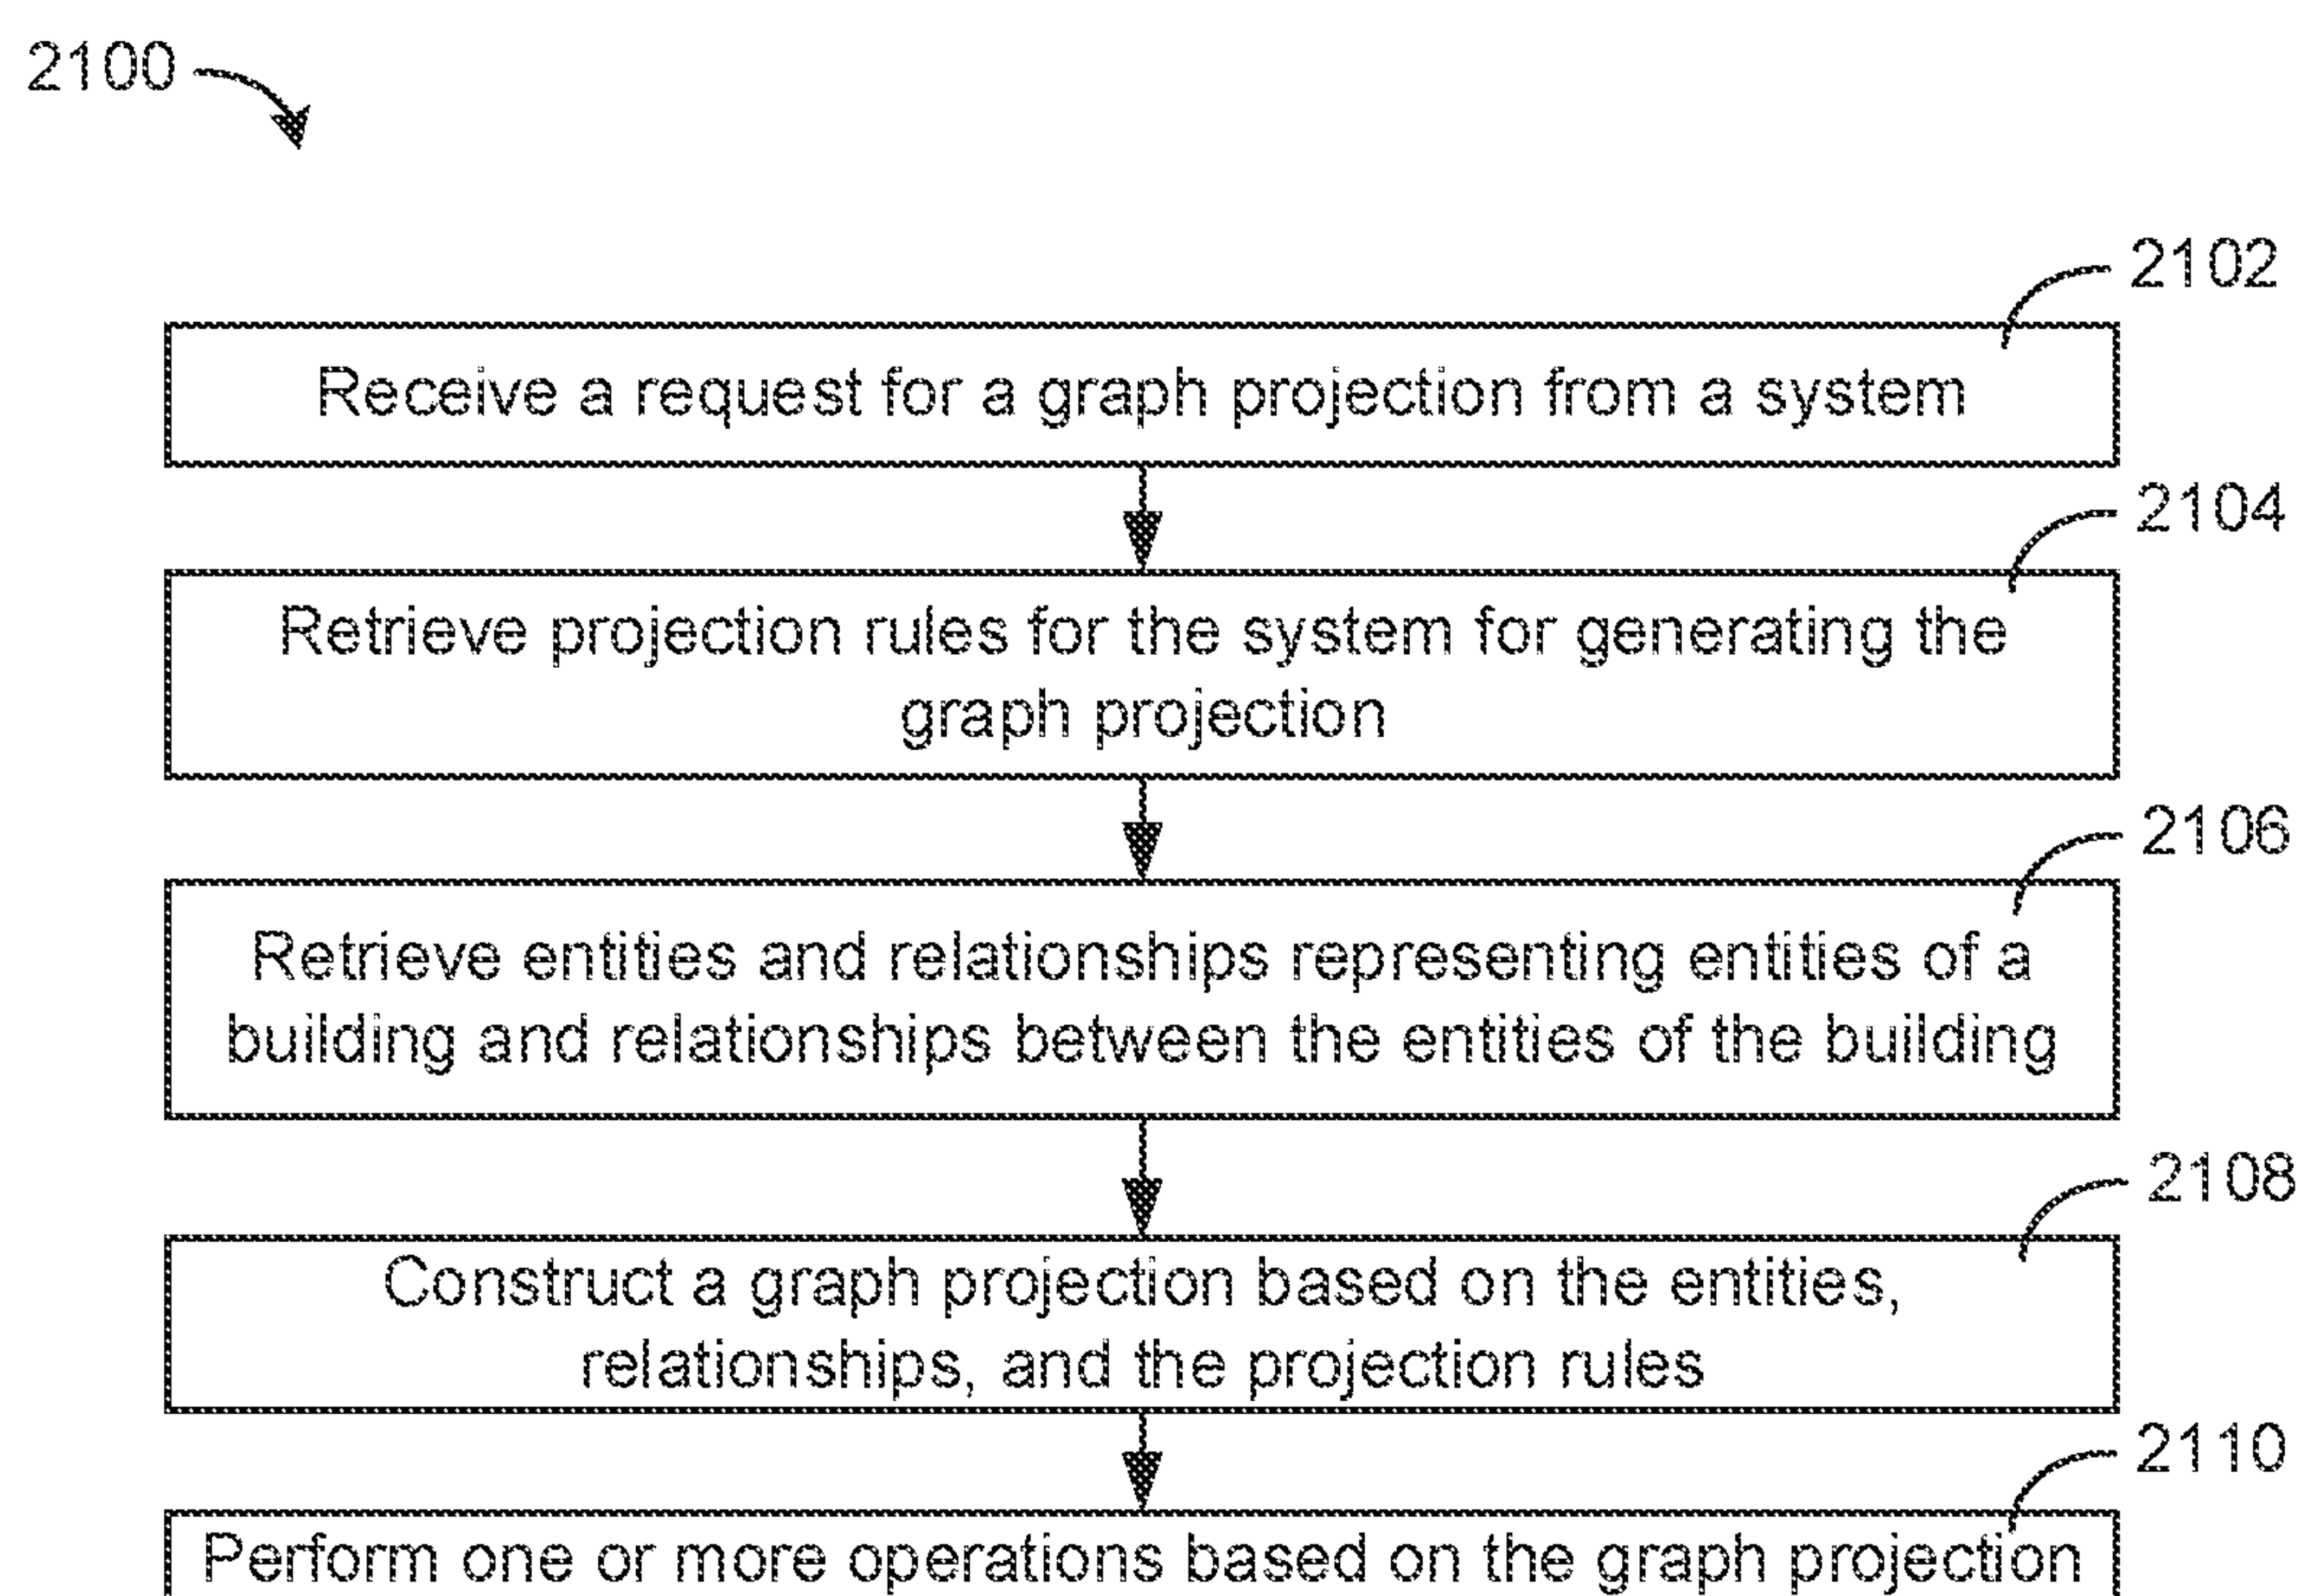 2100
2102
Receive a request for a graph projection from a system
2104
Retrieve projection rules for the system for generating the
graph projection
2106
Retrieve entities and relationships representing entities of a
building and relationships between the entities of the building
2108
Construct a graph projection based on the entities,
relationships, and the projection rules
2110
Perform one or more operations based on the graph projection